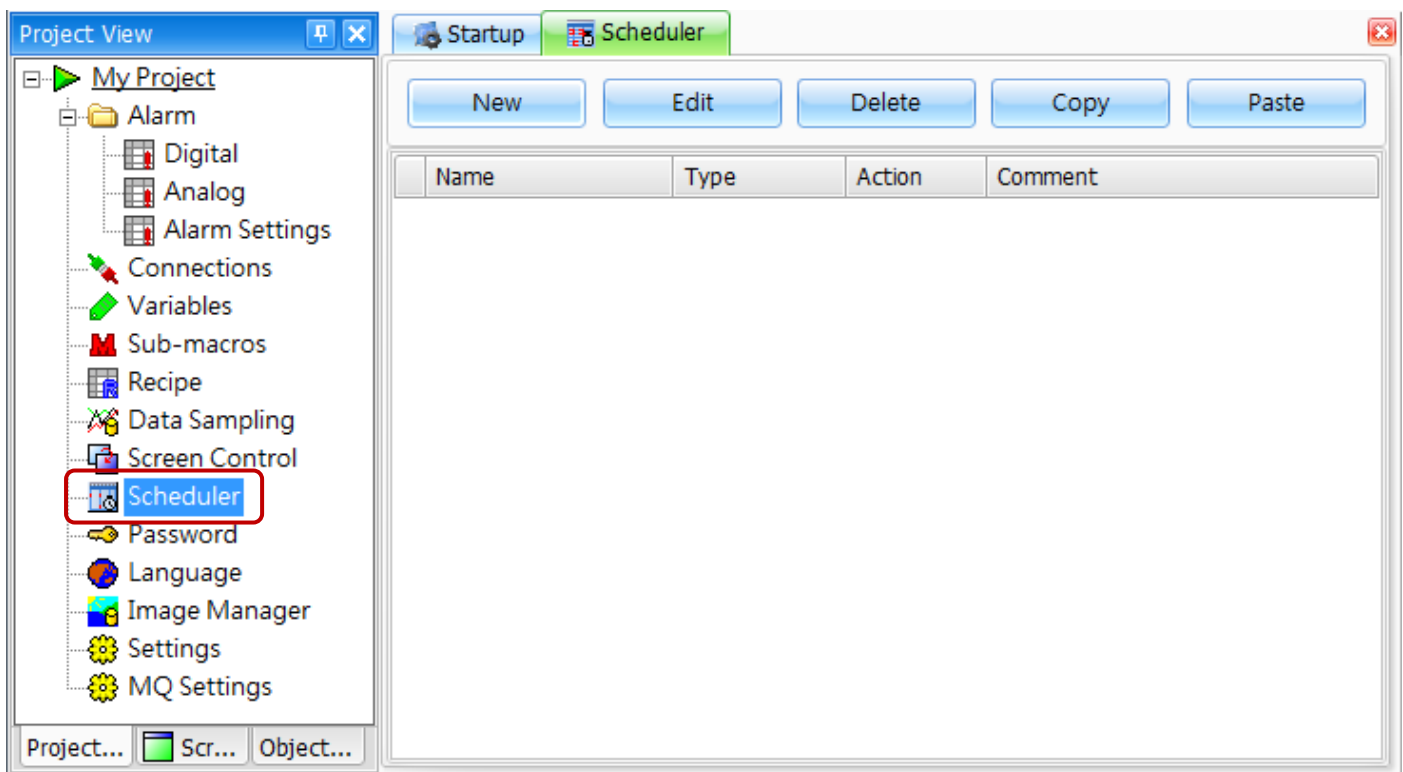 Project View
My Project
Alarm
Digital
Analog
Alarm Settings
Connections
Variables
Sub-macros
Recipe
Data Sampling
Screen Control
Scheduler
Password
Language
Image Manager
Settings
MQ Settings
Project... Scr... Object...
Startup Scheduler
New Edit Delete Copy Paste
Name Type Action Comment